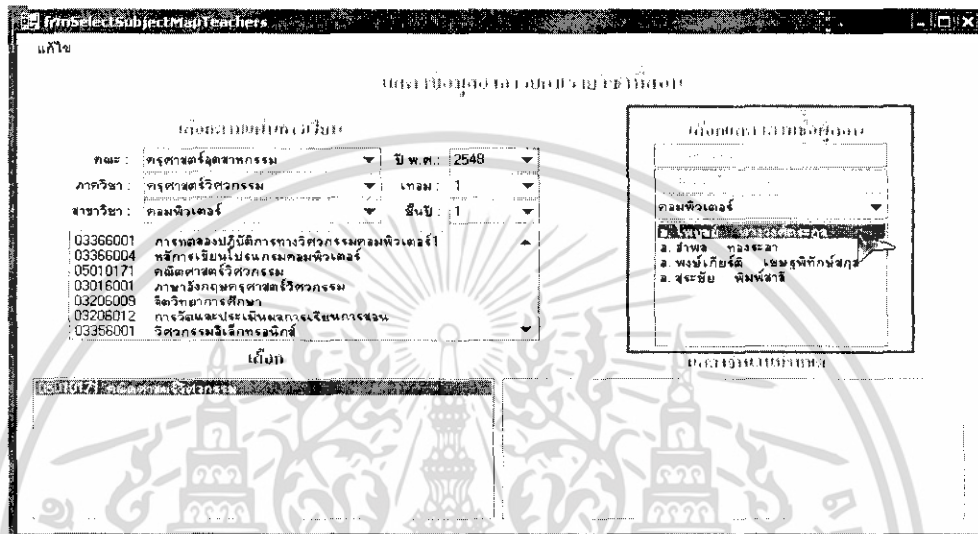 frmSelectSubjectMapTeachers
แก้ไข
คณะ : ครุศาสตร์อุตสาหกรรม ปี พ.ศ.: 2548
ภาควิชา : ครุศาสตร์วิศวกรรม เทอม : 1
สาขาวิชา : คอมพิวเตอร์ ชั้นปี : 1
03366001 การทดลองปฏิบัติการทางวิศวกรรมคอมพิวเตอร์1
03366004 หลักการเขียนโปรแกรมคอมพิวเตอร์
05010171 คณิตศาสตร์วิศวกรรม
03016001 ภาษาอังกฤษครุศาสตร์วิศวกรรม
03206009 จิตวิทยาการศึกษา
03206012 การวัดและประเมินผลการเรียนการสอน
03356001 วิศวกรรมอิเล็กทรอนิกส์
คอมพิวเตอร์
อ. อำพล ทองระอา
อ. พงษ์เกียรติ เชษฐพิทักษ์สกุล
อ. สุระชัย พิมพ์สาลี
เลือก
05010171 คณิตศาสตร์วิศวกรรม